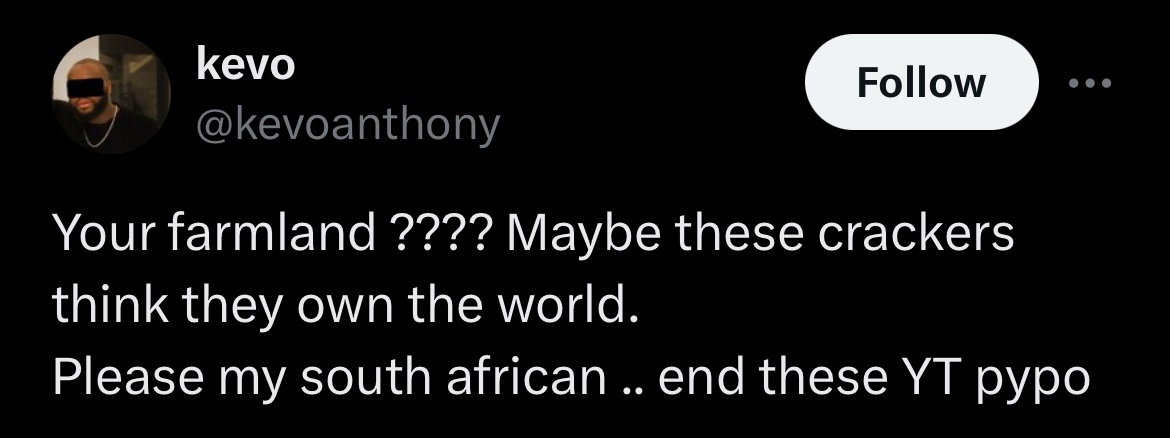 kevo
@kevoanthony
Follow
Your farmland ???? Maybe these crackers
think they own the world.
Please my south african .. end these YT pypo